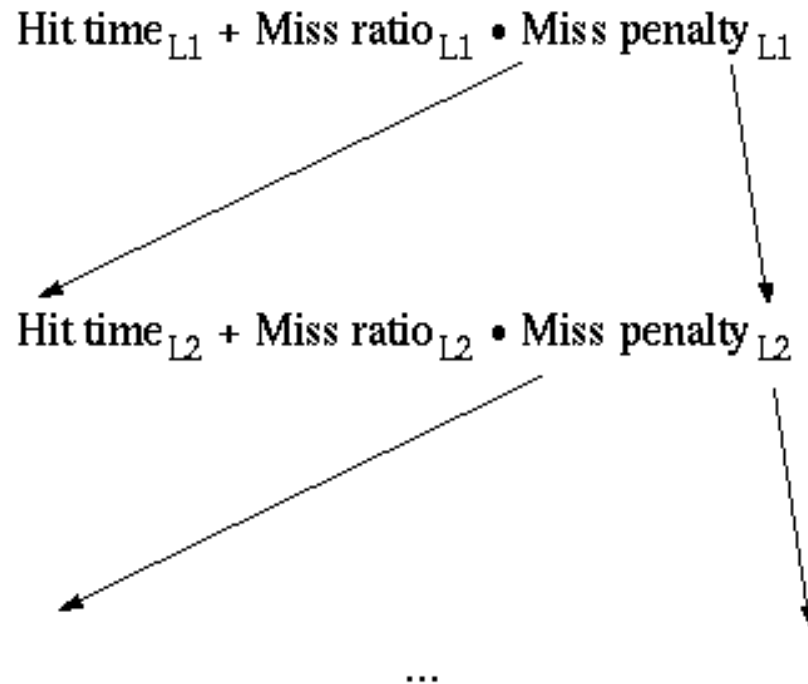 Hit time L1 + Miss ratio L1 • Miss penalty L1
Hit time L2 + Miss ratio L2 • Miss penalty L2
...